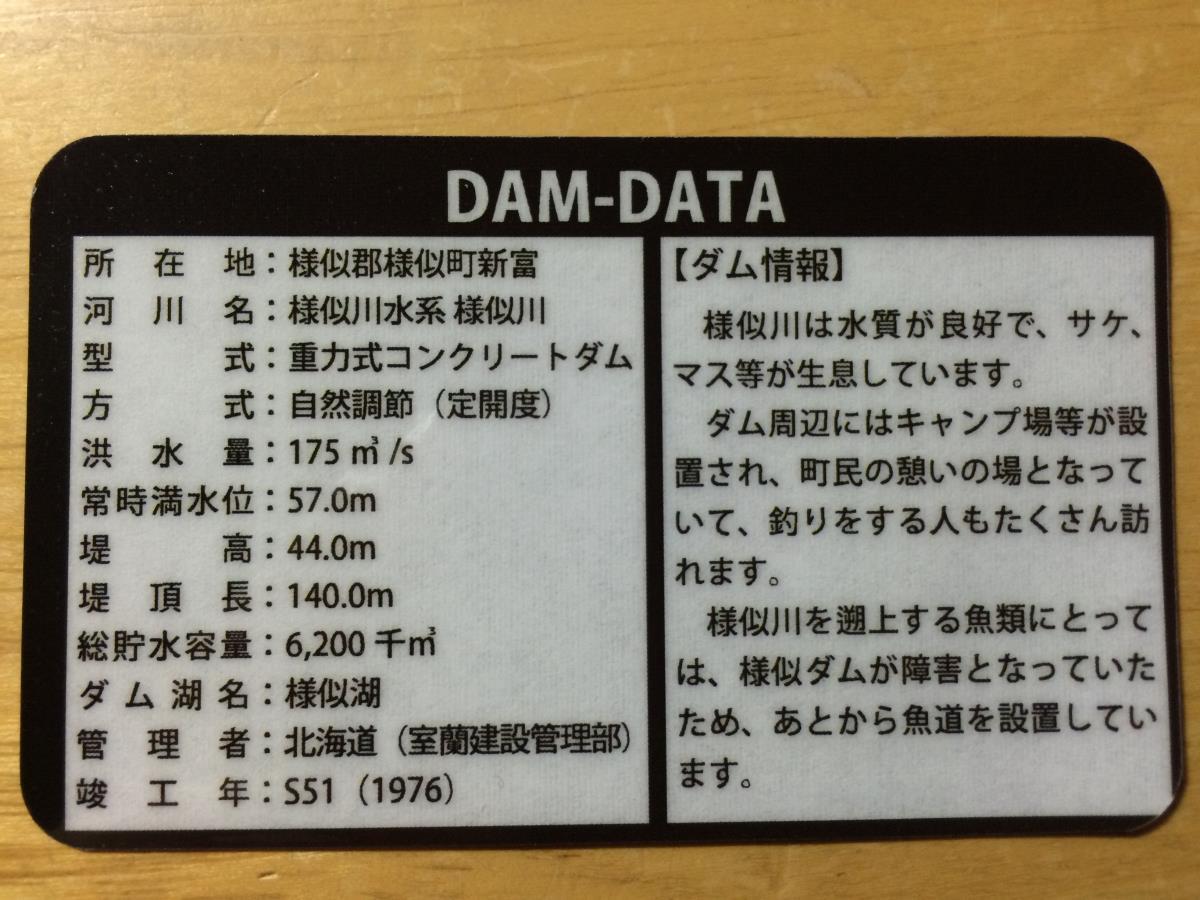 DAM-DATA
所在地：様似郡様似町新富
河川名：様似川水系 様似川
型式：重力式コンクリートダム
方式：自然調節（定開度）
洪水量：175 ㎥ /s
常時満水位：57.0m
堤高：44.0m
堤頂長：140.0m
総貯水容量：6,200 千㎥
ダム湖名：様似湖
管理者：北海道（室蘭建設管理部）
竣工年：S51（1976）
【ダム情報】
様似川は水質が良好で、サケ、
マス等が生息しています。
ダム周辺にはキャンプ場等が設
置され、町民の憩いの場となって
いて、釣りをする人もたくさん訪
れます。
様似川を遡上する魚類にとって
は、様似ダムが障害となっていた
ため、あとから魚道を設置してい
ます。